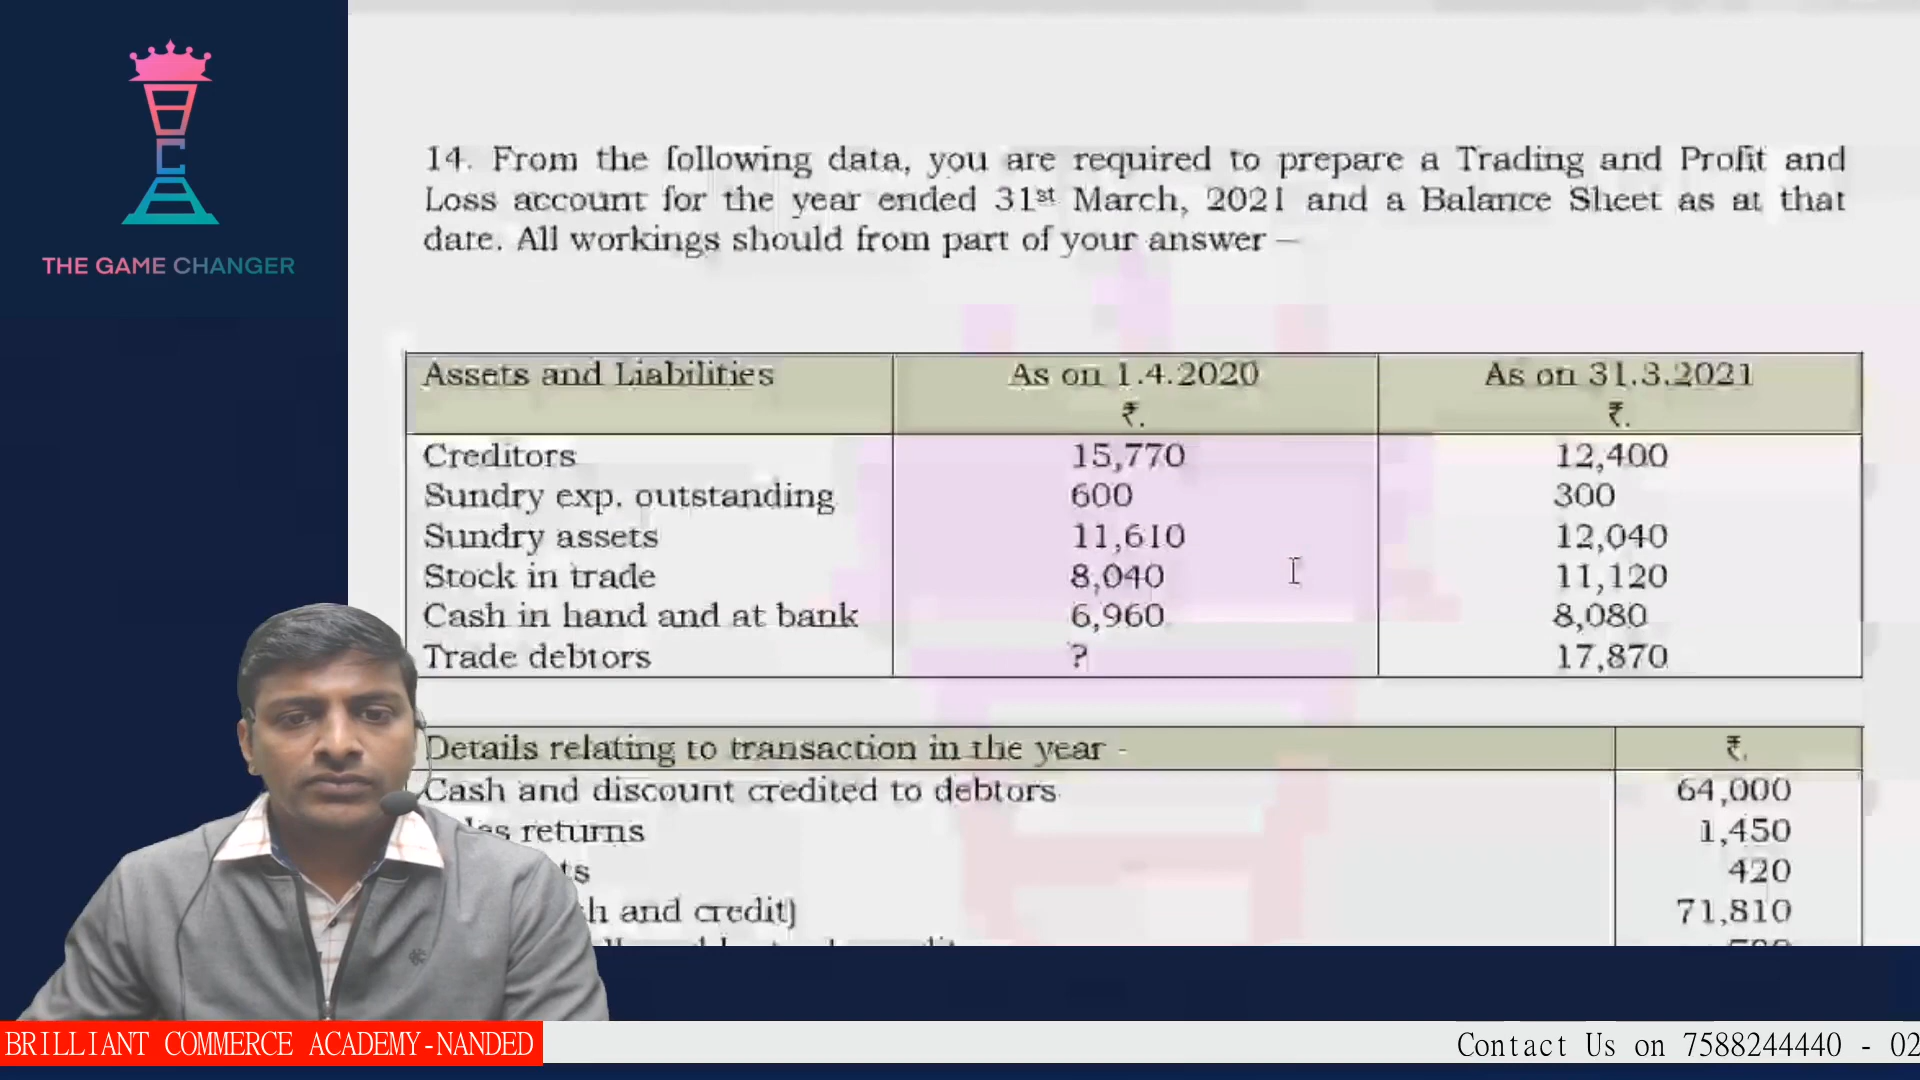 THE GAME CHANGER
14. From the following data, you are required to prepare a Trading and Profit and
Loss account for the year ended 31st March, 2021 and a Balance Sheet as at that
date. All workings should from part of your answer –
Assets and Liabilities As on 1.4.2020 ₹. As on 31.3.2021 ₹.
Creditors 15,770 12,400
Sundry exp. outstanding 600 300
Sundry assets 11,610 12,040
Stock in trade 8,040 11,120
Cash in hand and at bank 6,960 8,080
Trade debtors ? 17,870
Details relating to transaction in the year - ₹.
Cash and discount credited to debtors 64,000
returns 1,450
420
and credit) 71,810
BRILLIANT COMMERCE ACADEMY-NANDED
Contact Us on 7588244440 - 02